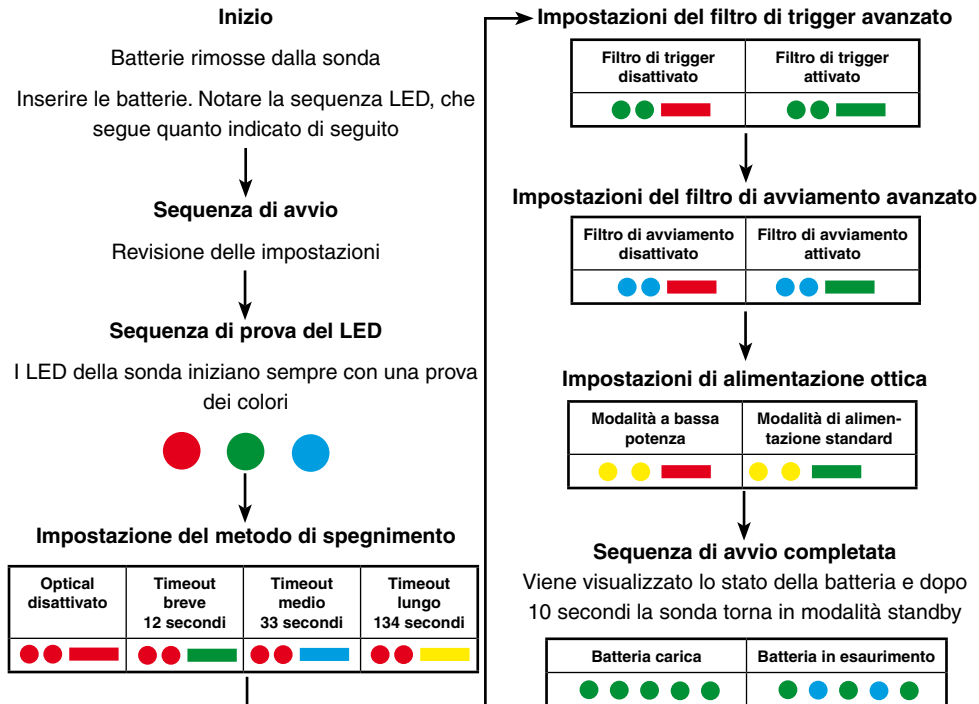 Inizio
Batterie rimosse dalla sonda
Inserire le batterie. Notare la sequenza LED, che
segue quanto indicato di seguito
Sequenza di avvio
Revisione delle impostazioni
Sequenza di prova del LED
I LED della sonda iniziano sempre con una prova
dei colori
Impostazione del metodo di spegnimento
Optical
disattivato
Timeout
breve
12 secondi
Timeout
medio
33 secondi
Timeout
lungo
134 secondi
Impostazioni del filtro di trigger avanzato
Filtro di trigger
disattivato
Filtro di trigger
attivato
Impostazioni del filtro di avviamento avanzato
Filtro di avviamento
disattivato
Filtro di avviamento
attivato
Impostazioni di alimentazione ottica
Modalità a bassa
potenza
Modalità di alimen-
tazione standard
Sequenza di avvio completata
Viene visualizzato lo stato della batteria e dopo
10 secondi la sonda torna in modalità standby
Batteria carica
Batteria in esaurimento